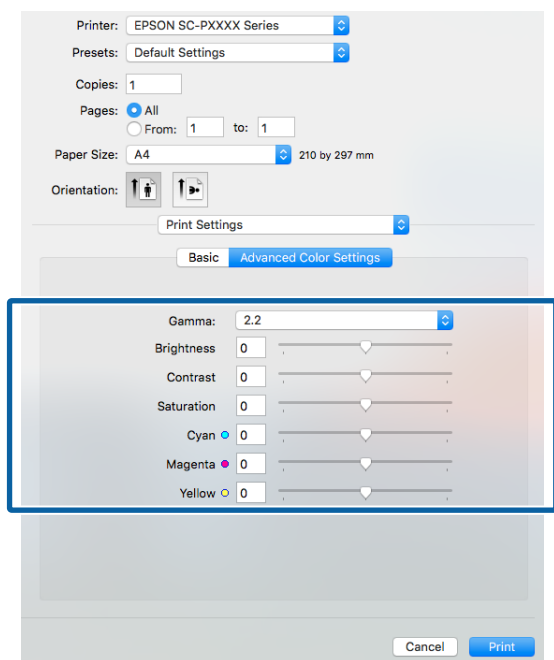 Printer: EPSON SC-PXXXX Series
Presets: Default Settings
Copies: 1
Pages: All
From: 1 to: 1
Paper Size: A4 210 by 297 mm
Orientation:
Print Settings
Basic Advanced Color Settings
Gamma: 2.2
Brightness 0
Contrast 0
Saturation 0
Cyan 0
Magenta 0
Yellow 0
Cancel Print